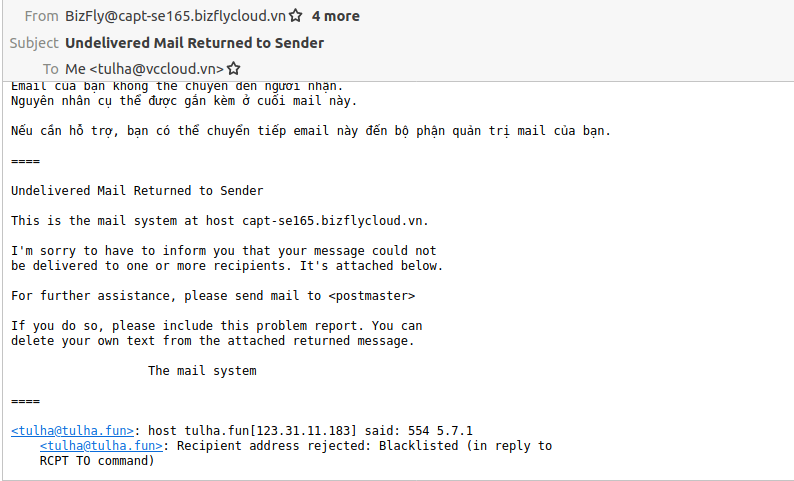 From BizFly@capt-se165.bizflycloud.vn 4 more
Subject Undelivered Mail Returned to Sender
To Me <tulha@vccloud.vn>
Email của bạn không thể chuyển đến người nhận.
Nguyên nhân cụ thể được gắn kèm ở cuối mail này.
Nếu cần hỗ trợ, bạn có thể chuyển tiếp email này đến bộ phận quản trị mail của bạn.
====
Undelivered Mail Returned to Sender
This is the mail system at host capt-se165.bizflycloud.vn.
I'm sorry to have to inform you that your message could not
be delivered to one or more recipients. It's attached below.
For further assistance, please send mail to <postmaster>
If you do so, please include this problem report. You can
delete your own text from the attached returned message.
The mail system
====
<tulha@tulha.fun>: host tulha.fun[123.31.11.183] said: 554 5.7.1
<tulha@tulha.fun>: Recipient address rejected: Blacklisted (in reply to
RCPT TO command)